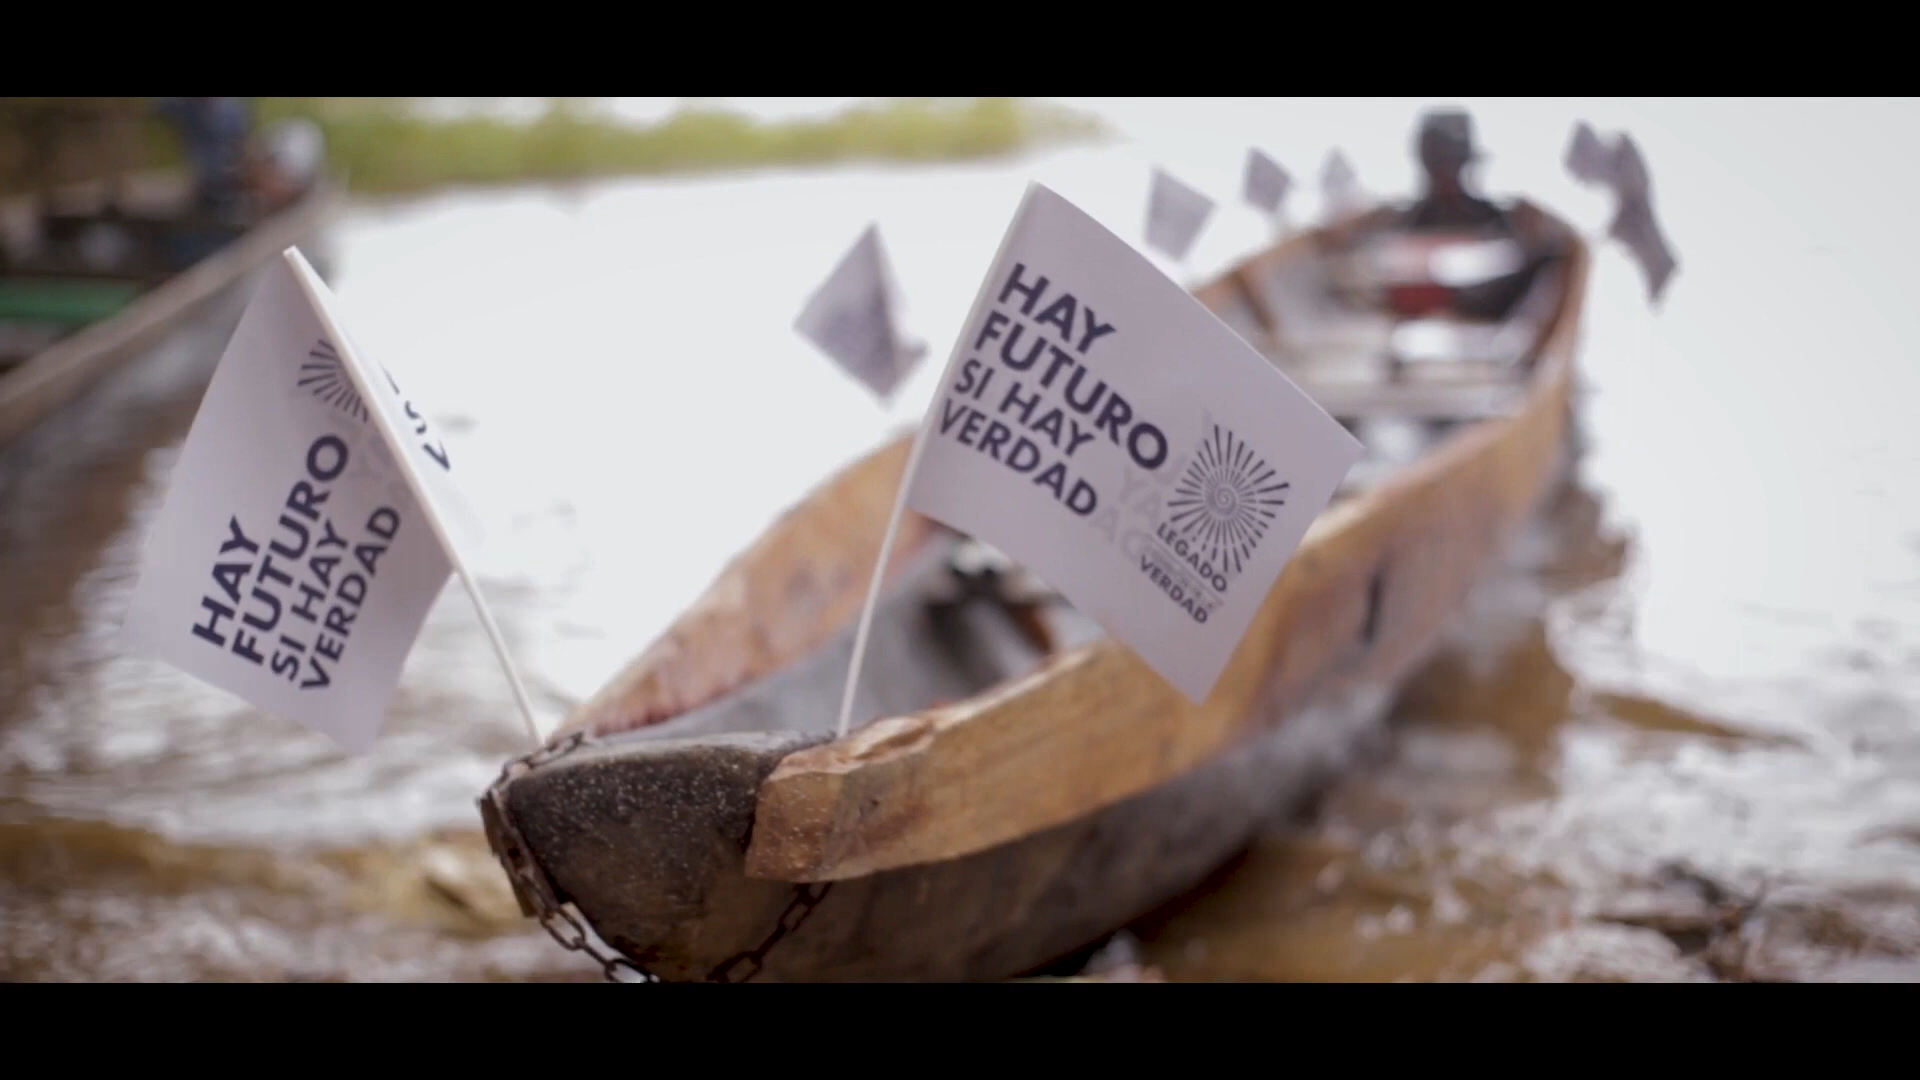 HAY
FUTURO
SI HAY
VERDAD
HAY
FUTURO
SI HAY
VERDAD
LEGADO
VERDAD